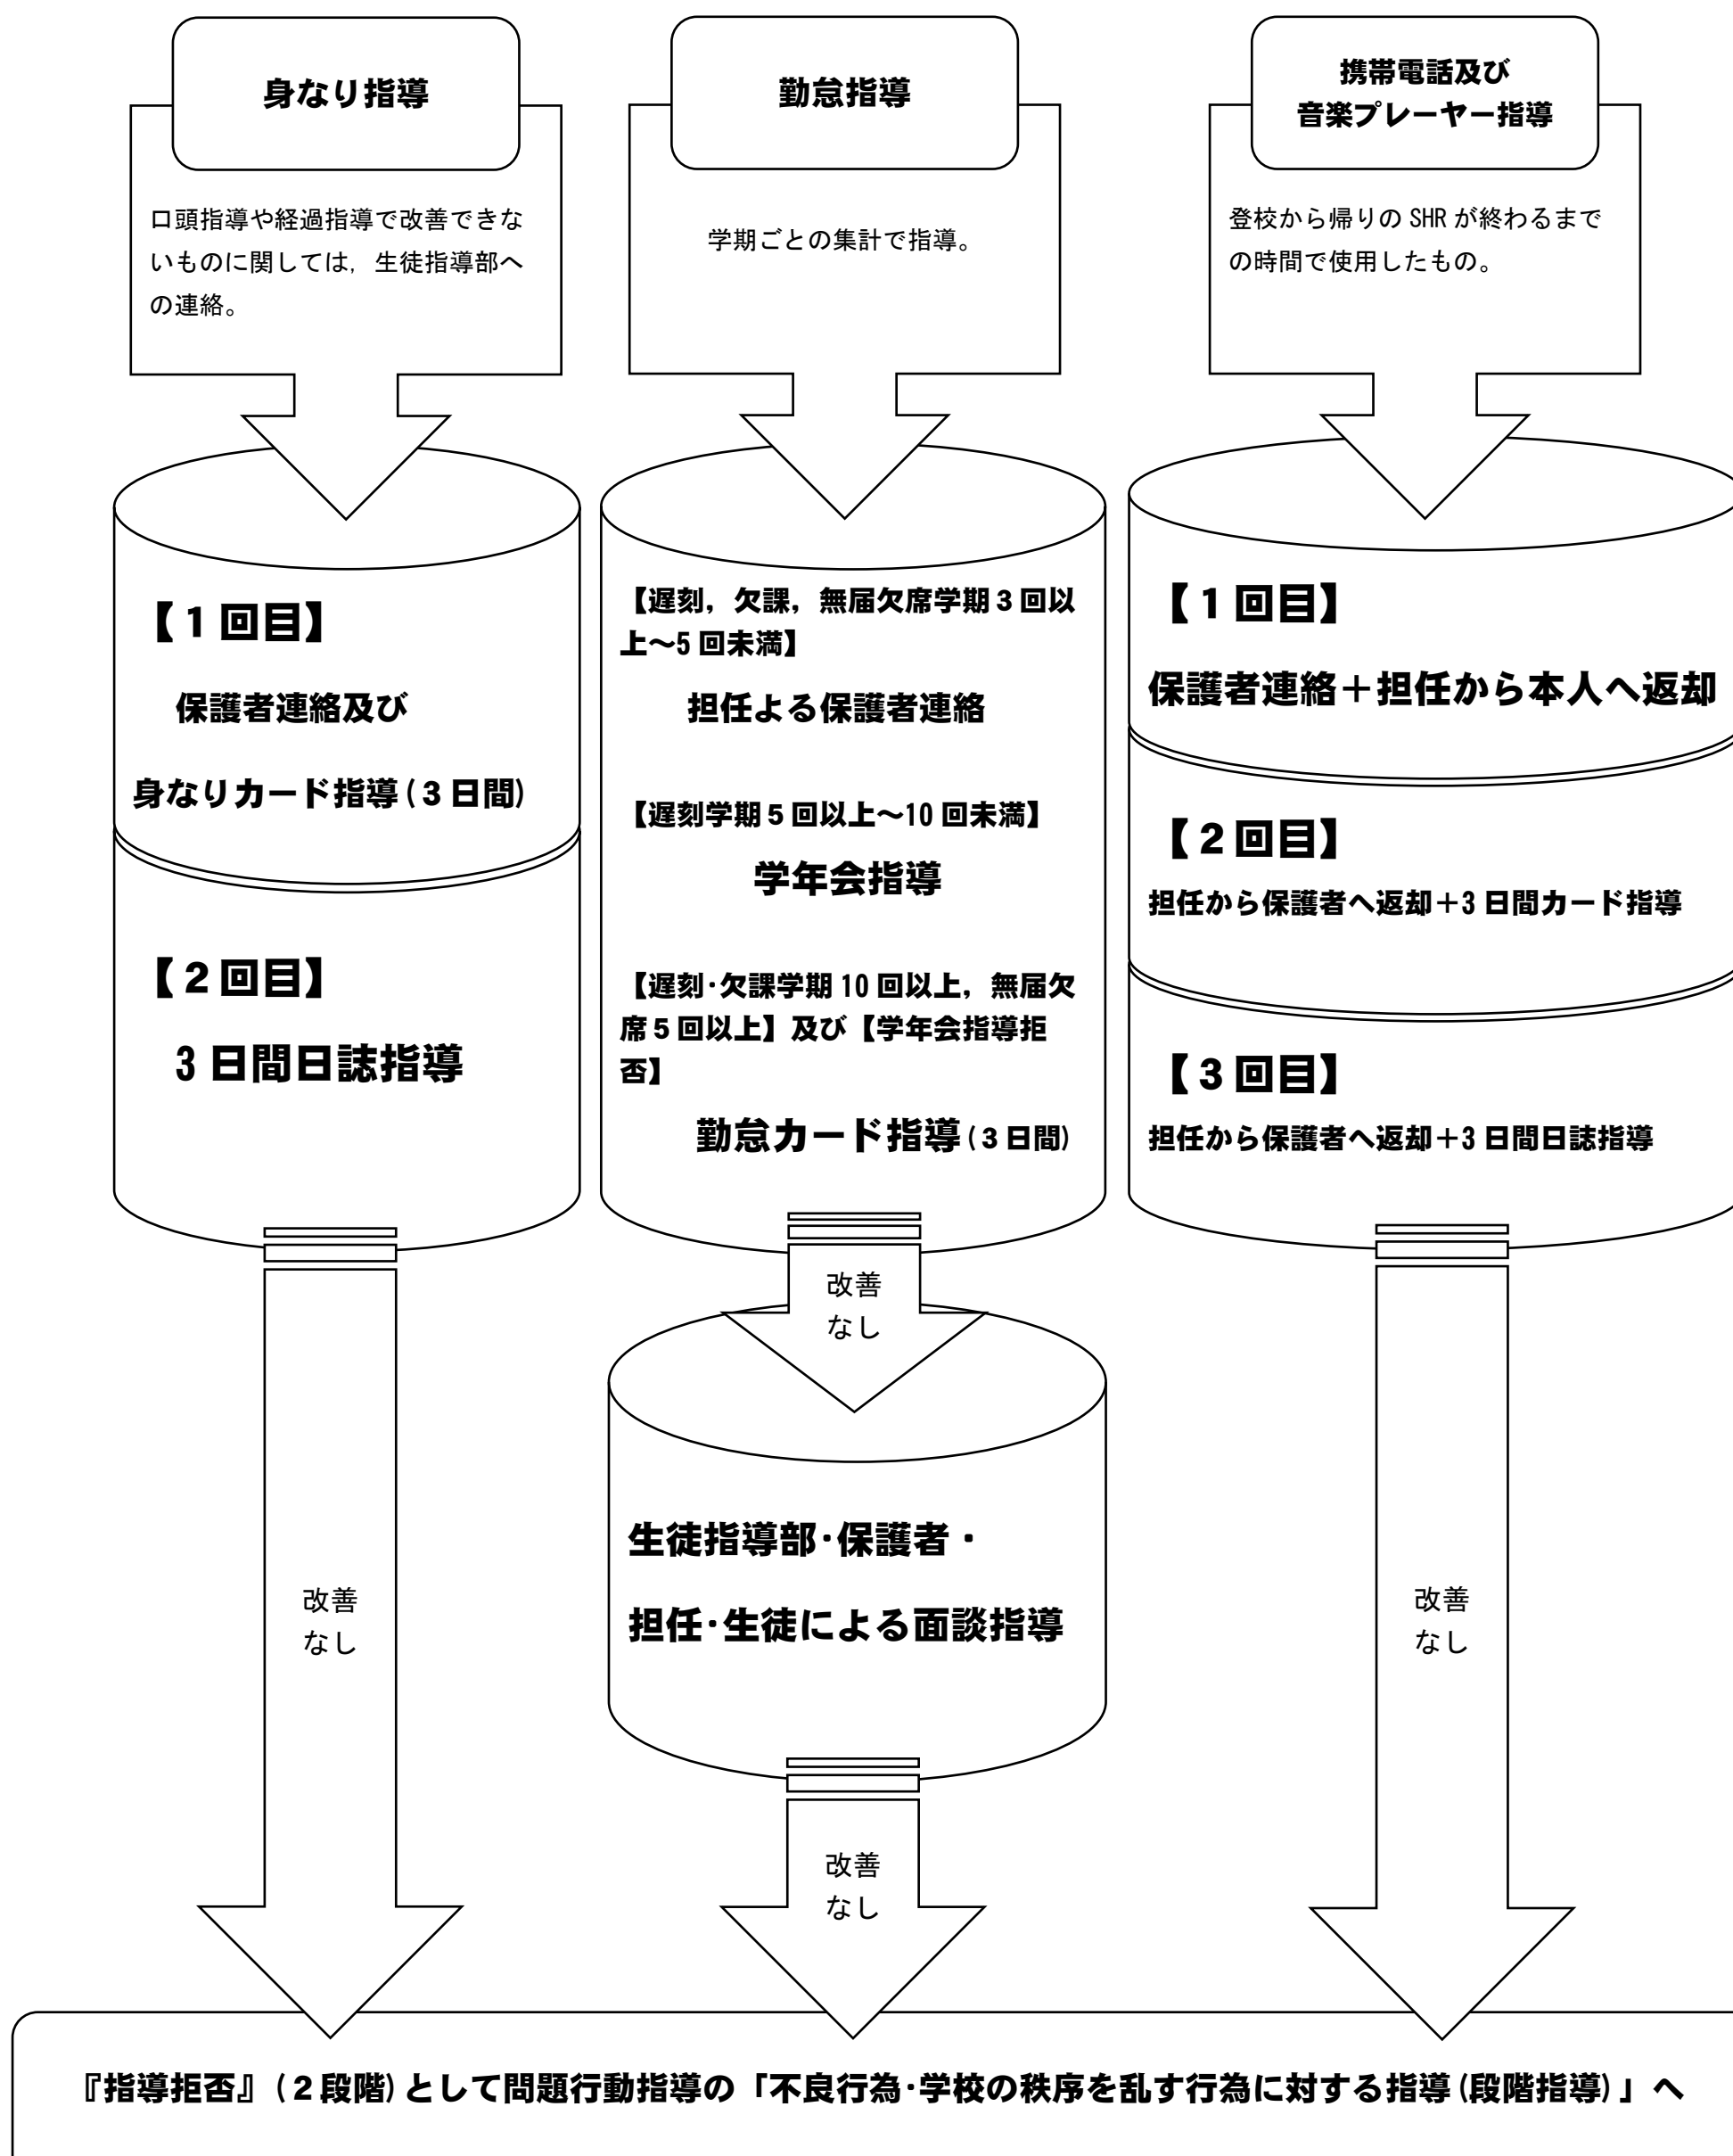 身なり指導
口頭指導や経過指導で改善できな
いものに関しては，生徒指導部へ
の連絡。
【1回目】
保護者連絡及び
身なりカード指導(3日間)
【2回目】
3日間日誌指導
改善
なし
勤怠指導
学期ごとの集計で指導。
【遅刻，欠課，無届欠席学期3回以
上～5回未満】
担任よる保護者連絡
【遅刻学期5回以上～10回未満】
学年会指導
【遅刻・欠課学期10回以上，無届欠
席5回以上】及び【学年会指導拒
否】
勤怠カード指導(3日間)
改善
なし
生徒指導部・保護者・
担任・生徒による面談指導
改善
なし
携帯電話及び
音楽プレーヤー指導
登校から帰りのSHRが終わるまで
の時間で使用したもの。
【1回目】
保護者連絡＋担任から本人へ返却
【2回目】
担任から保護者へ返却＋3日間カード指導
【3回目】
担任から保護者へ返却＋3日間日誌指導
改善
なし
『指導拒否』(2段階)として問題行動指導の「不良行為・学校の秩序を乱す行為に対する指導(段階指導)」へ